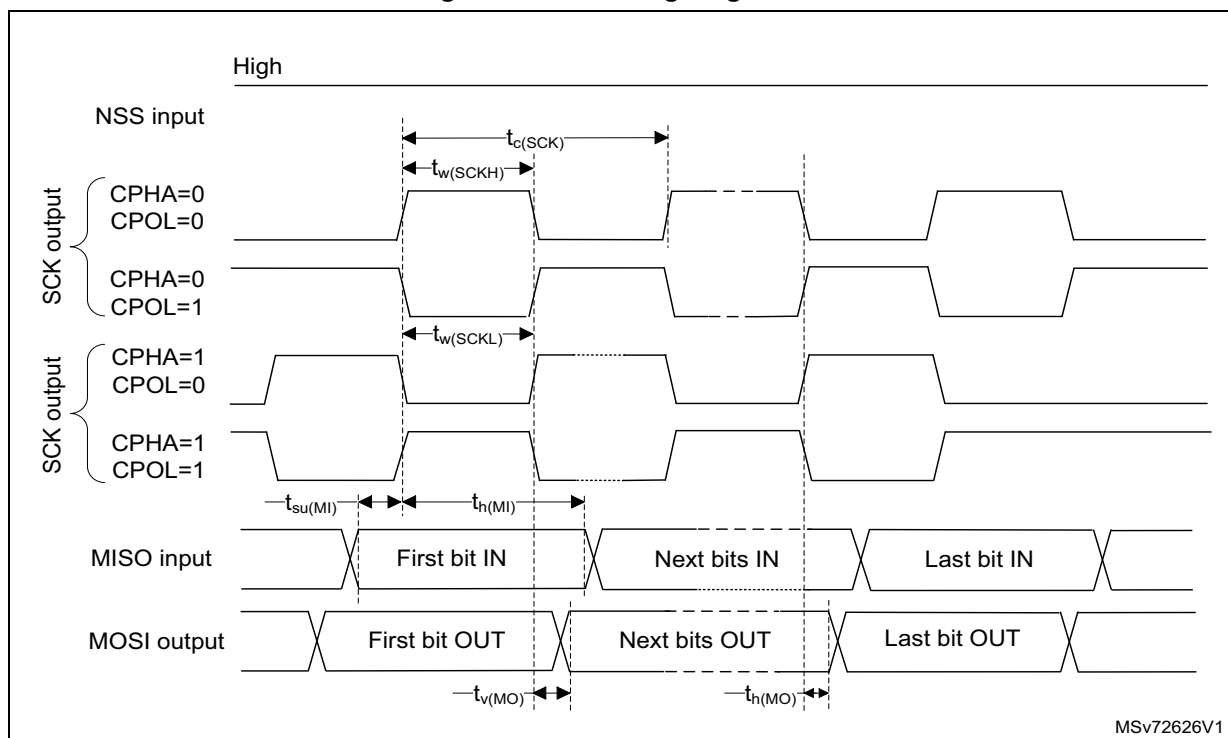 High
NSS input
tc(SCK)
tw(SCKH)
SCK output
CPHA=0
CPOL=0
CPHA=0
CPOL=1
tw(SCKL)
SCK output
CPHA=1
CPOL=0
CPHA=1
CPOL=1
tsu(MI)
th(MI)
MISO input
First bit IN
Next bits IN
Last bit IN
MOSI output
First bit OUT
Next bits OUT
Last bit OUT
tv(MO)
th(MO)
MSv72626V1